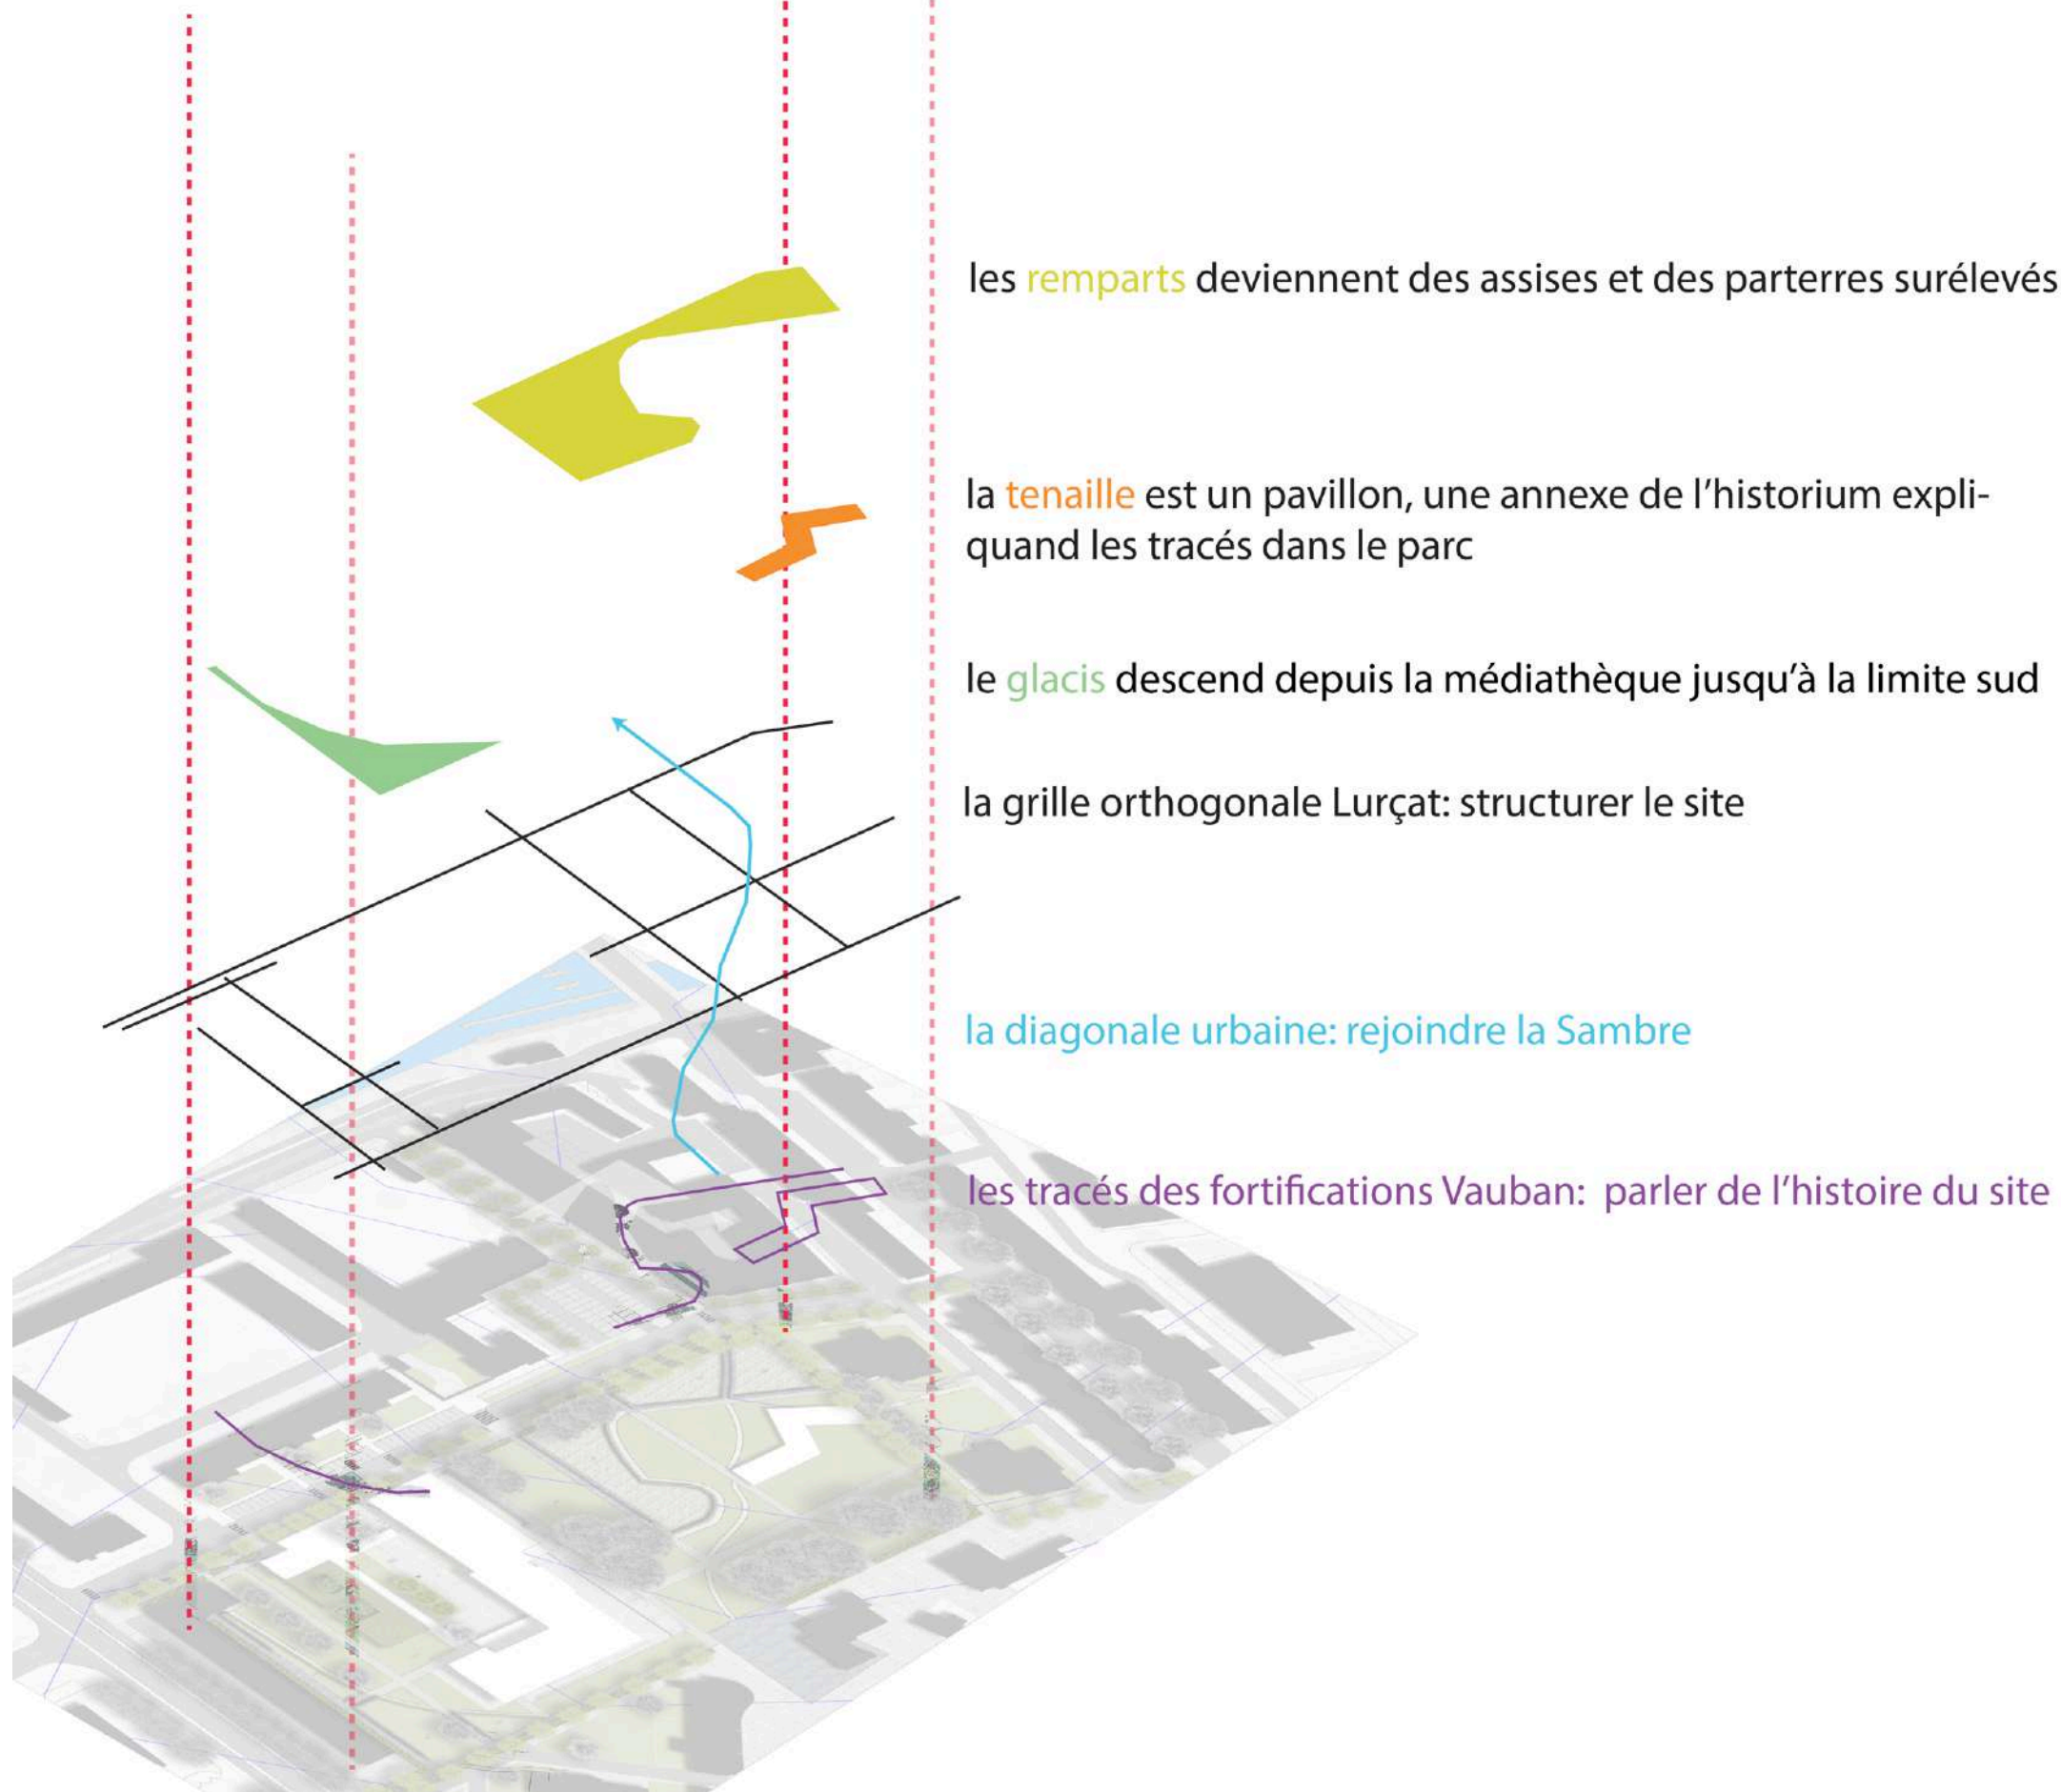 les remparts deviennent des assises et des parterres surélevés
la tenaille est un pavillon, une annexe de l'historium expli-
quand les tracés dans le parc
le glacis descend depuis la médiathèque jusqu'à la limite sud
la grille orthogonale Lurçat: structurer le site
la diagonale urbaine: rejoindre la Sambre
les tracés des fortifications Vauban: parler de l'histoire du site